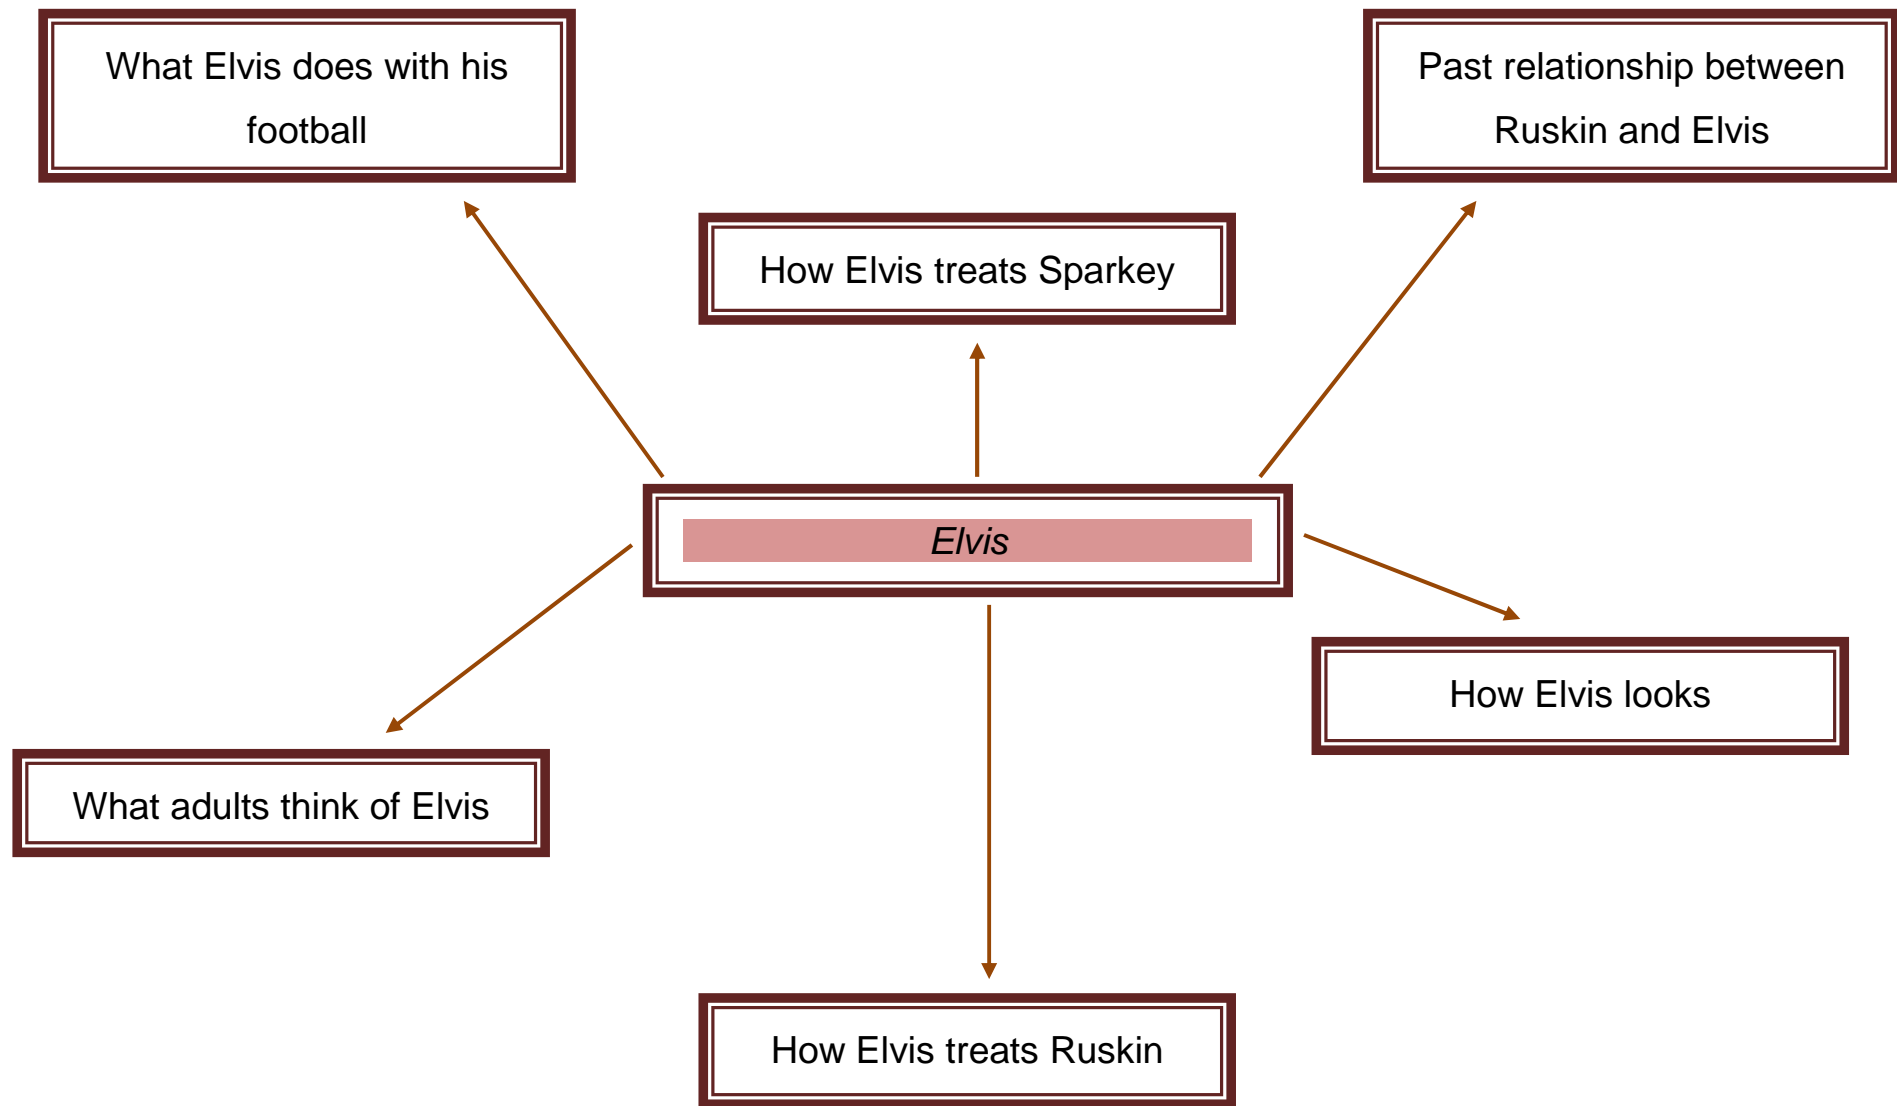 What Elvis does with his
football
Past relationship between
Ruskin and Elvis
How Elvis treats Sparkey
Elvis
How Elvis looks
What adults think of Elvis
How Elvis treats Ruskin